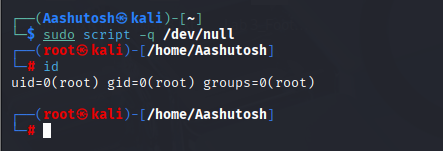 ┌──(Aashutosh㉿kali)-[~]
└─$ sudo script -q /dev/null
┌──(root㉿kali)-[/home/Aashutosh]
└─# id
uid=0(root) gid=0(root) groups=0(root)
┌──(root㉿kali)-[/home/Aashutosh]
└─#